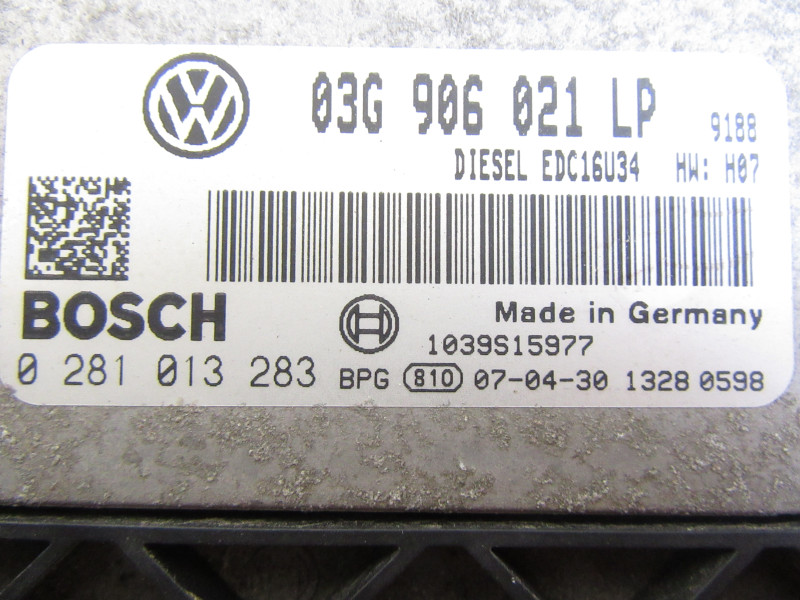 03G 906 021 LP 9188
DIESEL EDC16U34 HW: H07
BOSCH
Made in Germany
1039S15977
0 281 013 283 BPG 810 07-04-30 1328 0598